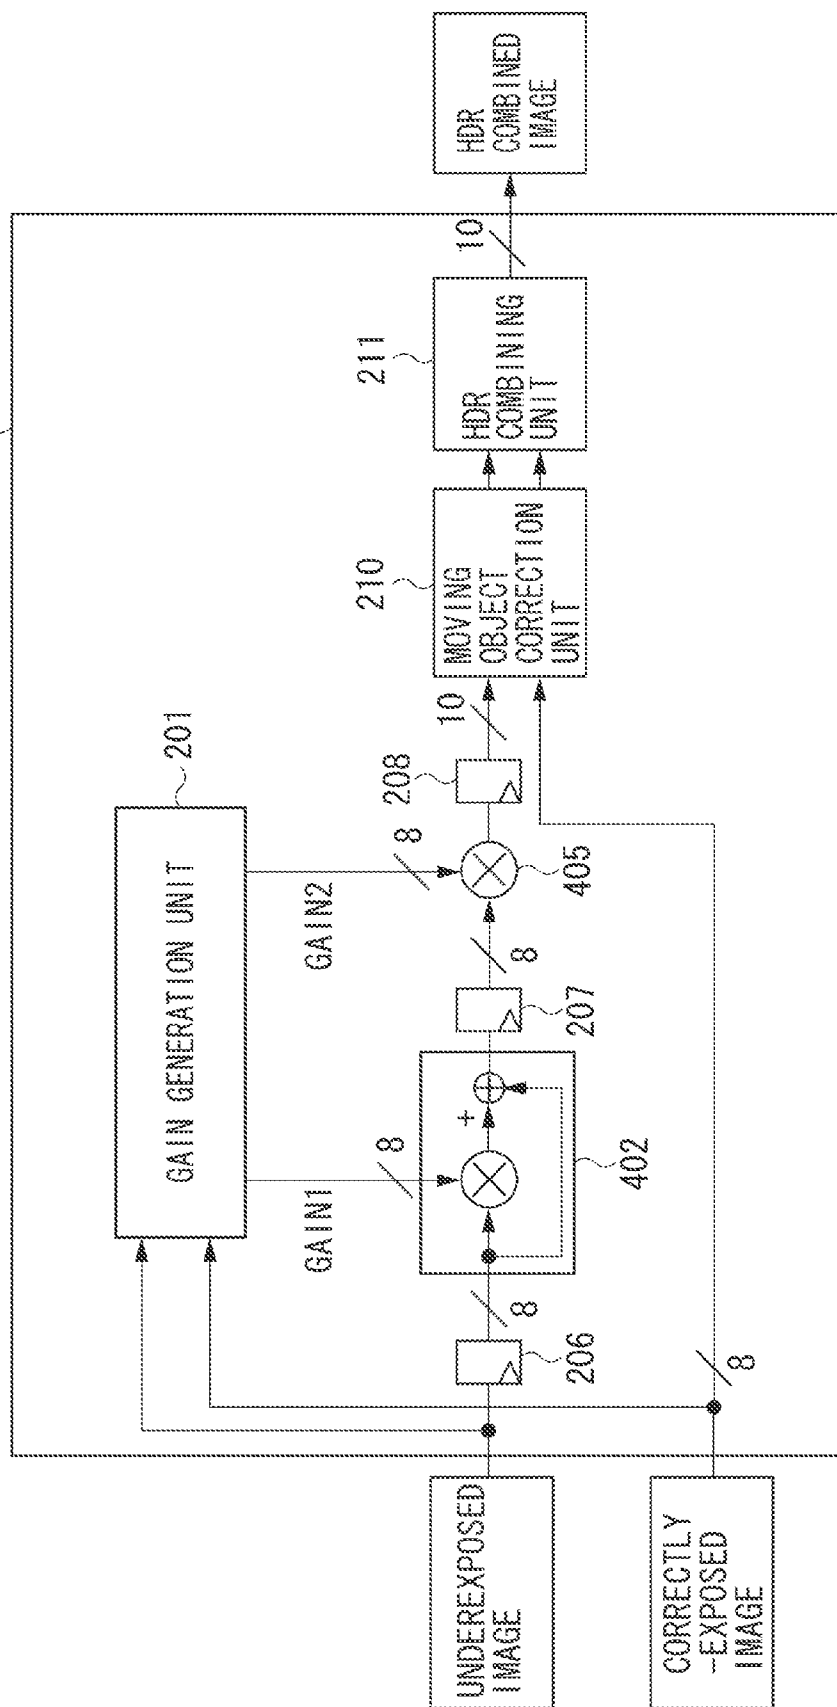 HDR
COMBINED
IMAGE
10
211
HDR
COMBINING
UNIT
210
MOVING
OBJECT
CORRECTION
UNIT
10
208
201
GAIN GENERATION UNIT
GAIN2
8
405
8
207
GAIN1
8
+
402
8
206
8
UNDEREXPOSED
IMAGE
CORRECTLY
-EXPOSED
IMAGE